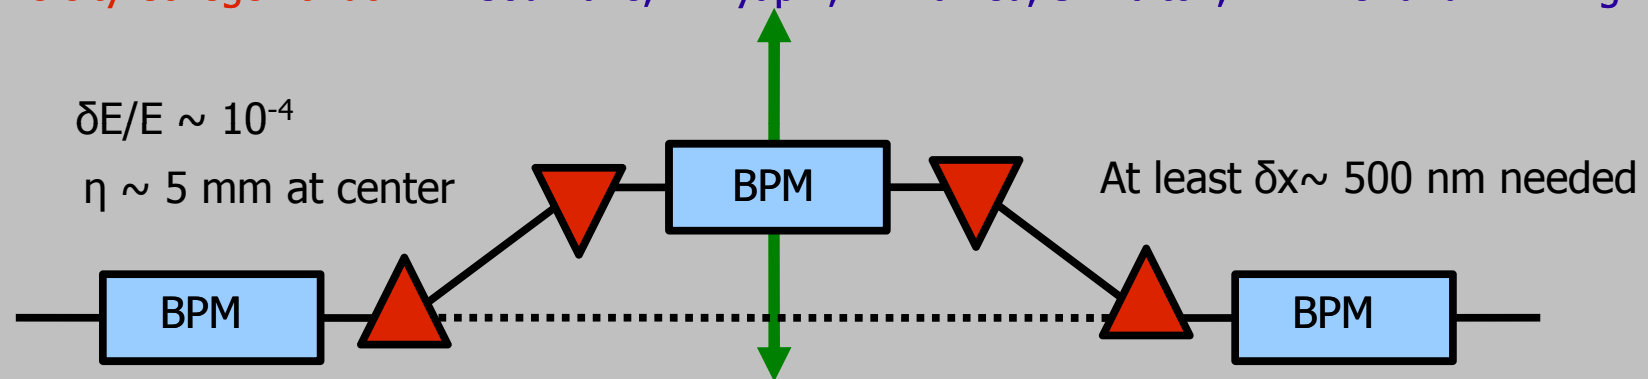 δE/E ~ 10⁻⁴
η ~ 5 mm at center
BPM
At least δx~ 500 nm needed
BPM
BPM